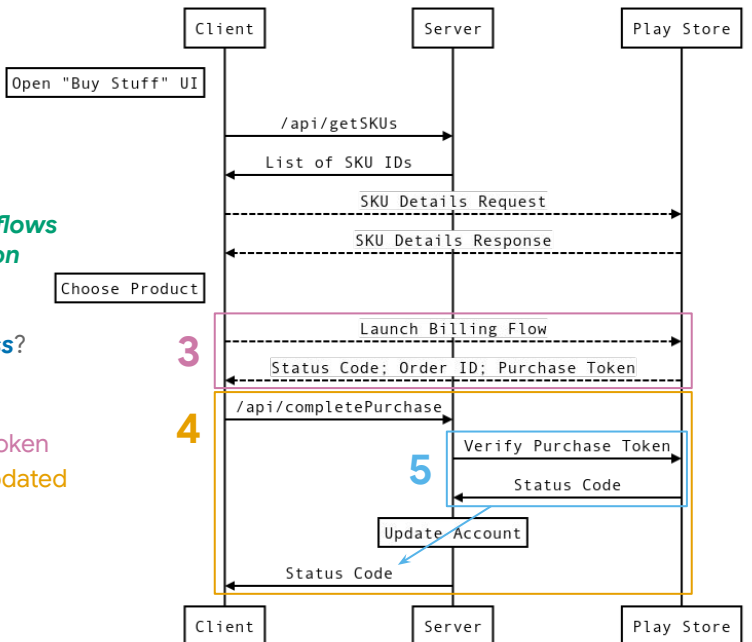 Client
Server
Play Store
Open "Buy Stuff" UI
/api/getSKUs
List of SKU IDs
SKU Details Request
flows
SKU Details Response
on
Choose Product
Launch Billing Flow
s?
3
Status Code; Order ID; Purchase Token
/api/completePurchase
4
oken
Verify Purchase Token
5
dated
Status Code
Update Account
Status Code
Client
Server
Play Store